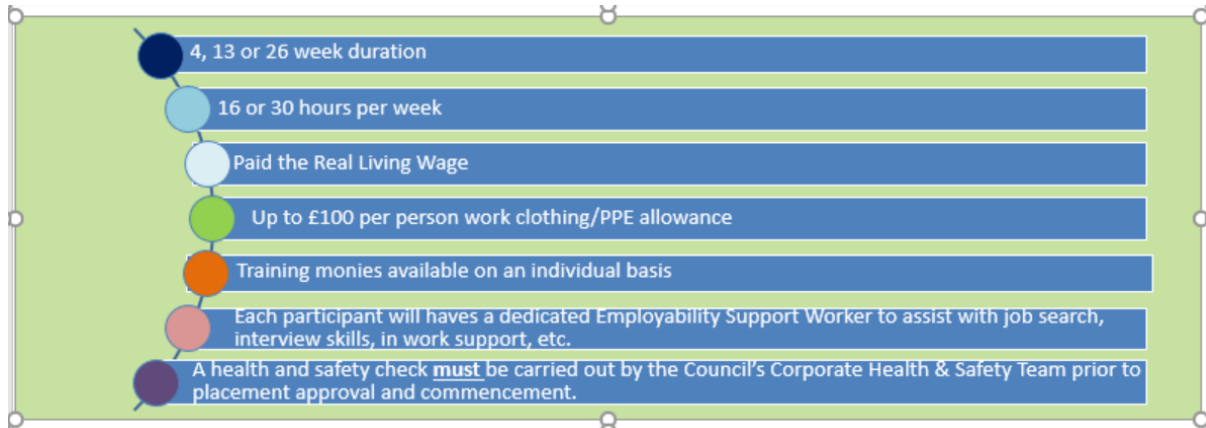 4, 13 or 26 week duration
16 or 30 hours per week
Paid the Real Living Wage
Up to £100 per person work clothing/PPE allowance
Training monies available on an individual basis
Each participant will haves a dedicated Employability Support Worker to assist with job search,
interview skills, in work support, etc.
A health and safety check must be carried out by the Council’s Corporate Health & Safety Team prior to
placement approval and commencement.